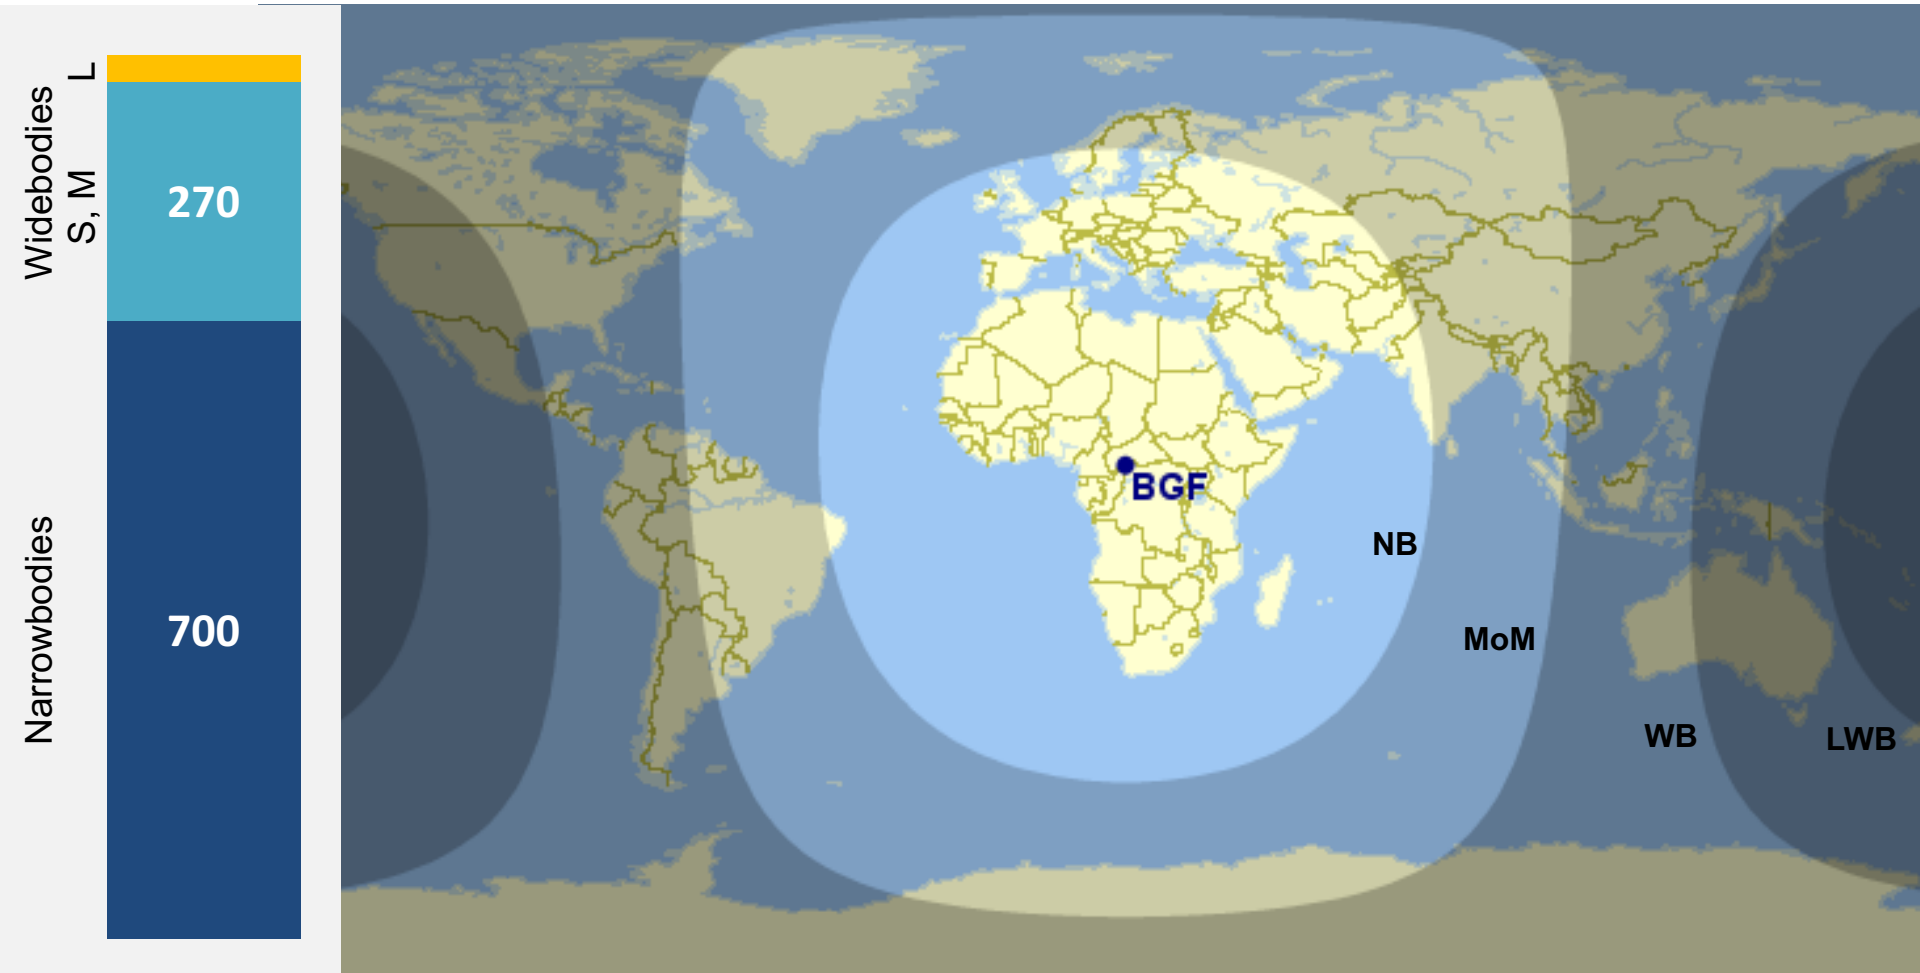 Widebodies
S, M L
270
Narrowbodies
700
BGF
NB
MoM
WB
LWB